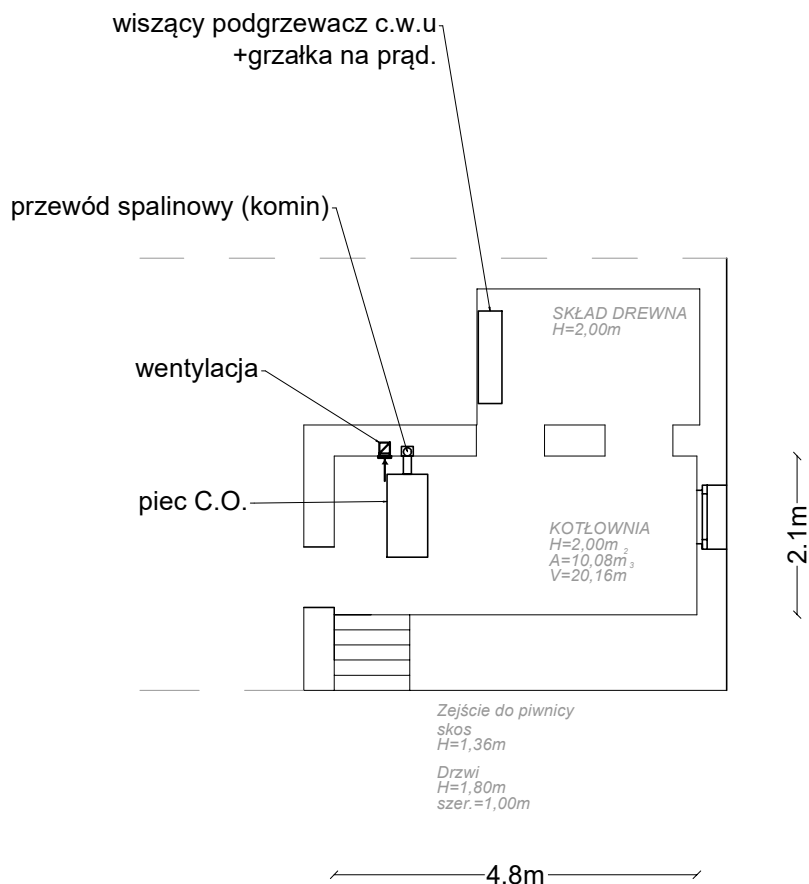 wiszący podgrzewacz c.w.u
+grzałka na prąd.
przewód spalinowy (komin)
SKŁAD DREWNA
H=2,00m
wentylacja
piec C.O.
KOTŁOWNIA
H=2,00m
A=10,08m²
V=20,16m³
2.1m
Zejście do piwnicy
skos
H=1,36m
Drzwi
H=1,80m
szer.=1,00m
4.8m